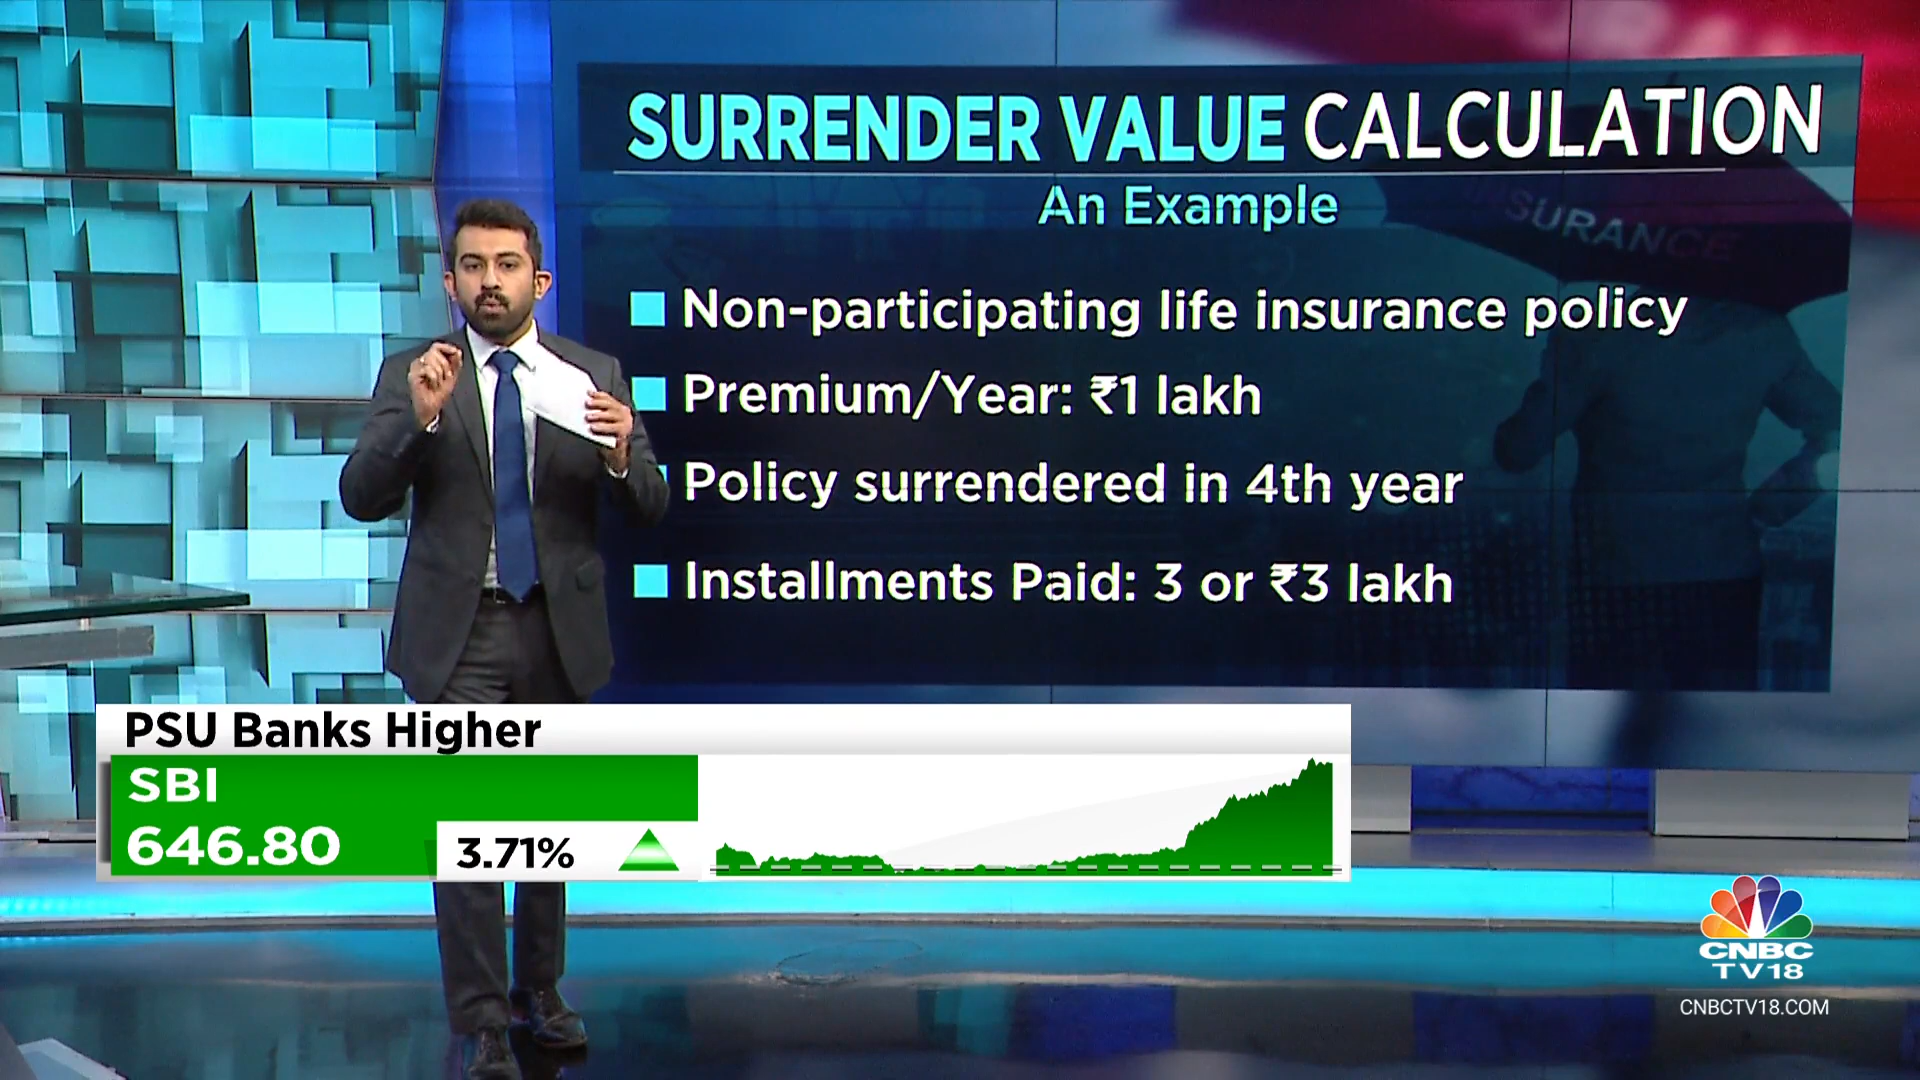 SURRENDER VALUE CALCULATION
An Example
INSURANCE
Non-participating life insurance policy
Premium/Year: ₹1 lakh
Policy surrendered in 4th year
Installments Paid: 3 or ₹3 lakh
PSU Banks Higher
SBI
646.80
3.71%
CNBC
TV18
CNBCTV18.COM